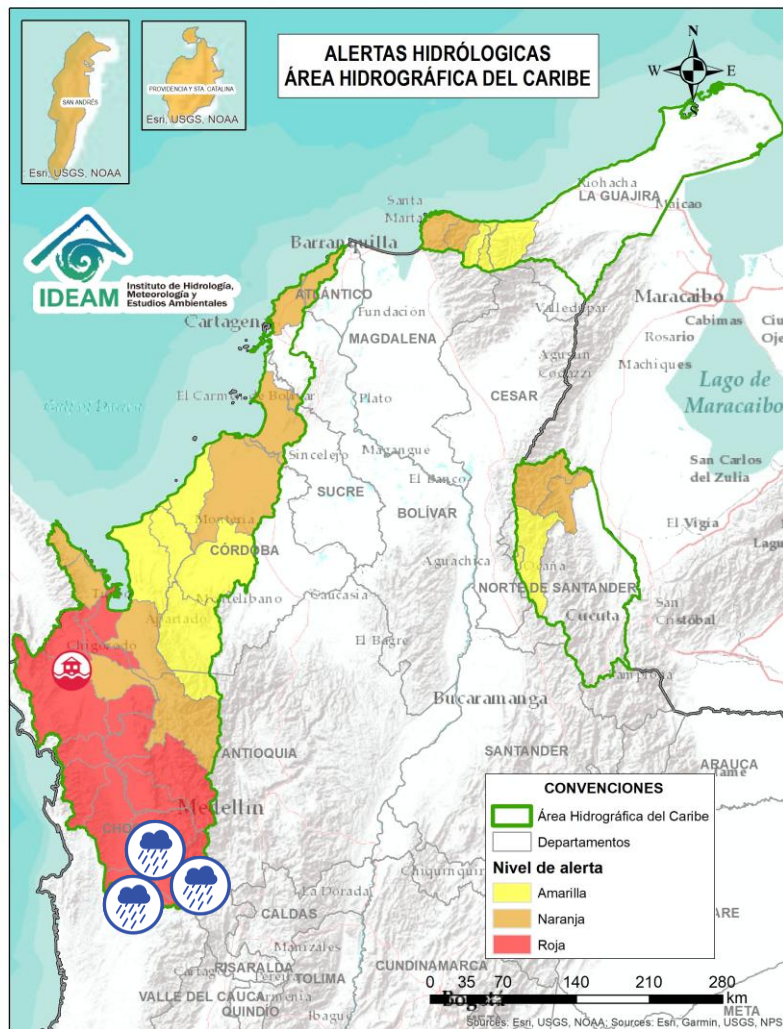 ALERTAS HIDRÓLOGICAS
ÁREA HIDROGRÁFICA DEL CARIBE
SAN ANDRÉS
: Esri, USGS, NOAA
PROVIDENCIA Y STA. CATALINA
Esri, USGS, NOAA
N
W
E
S
IDEAM
Instituto de Hidrología,
Meteorología y
Estudios Ambientales
Riohacha
LA GUAJIRA
Maicao
Santa
Marta
Barranquilla
ATLÁNTICO
Cartagen
Fundación
MAGDALENA
Valledupar
Maracaibo
Cabimas
Rosario
Machiques
Agustín
Codazzi
CESAR
Lago de
Maracaibo
El Carmen de Bolívar
Plato
Sincelejo
Magangue
SUCRE
El Banco
BOLÍVAR
San Carlos
del Zulia
El Vigía
Montería
CÓRDOBA
Aguachica
Ocaña
NORTE DE SANTANDER
Cúcuta
San
Cristóbal
Montelíbano
Caucasia
Apartadó
El Bagre
Chigorodó
Bucaramanga
Pamplona
ANTIOQUIA
SANTANDER
ARAUCA
Medellín
La Dorada
CALDAS
Manizales
RISARALDA
TOLIMA
VALLE DEL CAUCA
QUINDÍO
Ibagué
CUNDINAMARCA
Bogotá
META
CONVENCIONES
Área Hidrográfica del Caribe
Departamentos
Nivel de alerta
Amarilla
Naranja
Roja
0 35 70 140 210 280
km
Sources: Esri, USGS, NOAA; Sources: Esri, Garmin, USGS, NPS